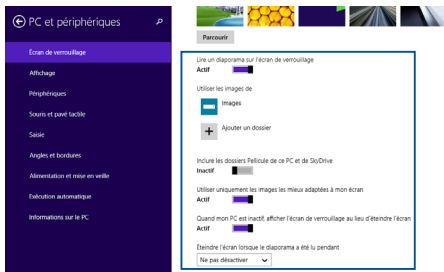 PC et périphériques
Écran de verrouillage
Affichage
Périphériques
Souris et pavé tactile
Saisie
Angles et bordures
Alimentation et mise en veille
Exécution automatique
Informations sur le PC
Parcourir
Lire un diaporama sur l'écran de verrouillage
Actif
Utiliser les images de
Images
Ajouter un dossier
Inclure les dossiers Pellicule de ce PC et de SkyDrive
Inactif
Utiliser uniquement les images les mieux adaptées à mon écran
Actif
Quand mon PC est inactif, afficher l'écran de verrouillage au lieu d'éteindre l'écran
Actif
Éteindre l'écran lorsque le diaporama a été lu pendant
Ne pas désactiver